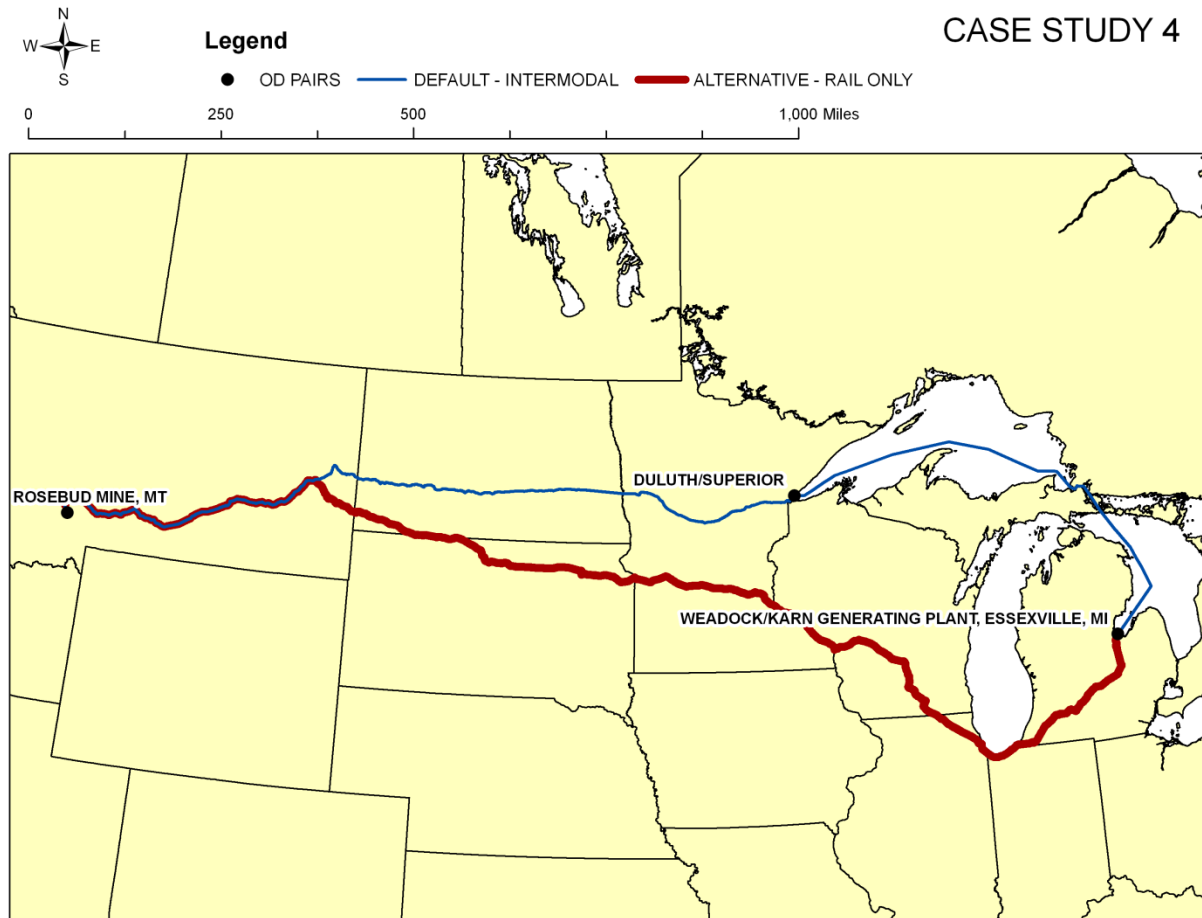 CASE STUDY 4
N
W E
S
Legend
OD PAIRS DEFAULT - INTERMODAL ALTERNATIVE - RAIL ONLY
0 250 500 1,000 Miles
DULUTH/SUPERIOR
ROSEBUD MINE, MT
WEADOCK/KARN GENERATING PLANT, ESSEXVILLE, MI